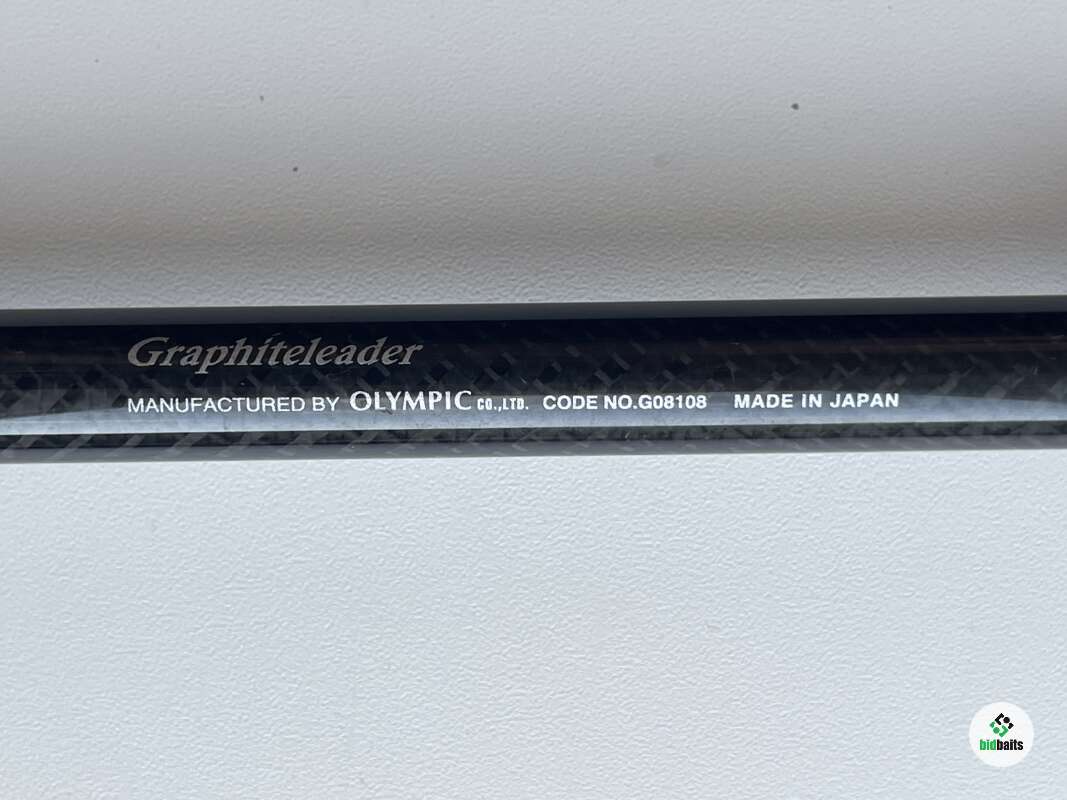 Graphiteleader
MANUFACTURED BY OLYMPIC CO.,LTD. CODE NO.G08108 MADE IN JAPAN
bidbaits